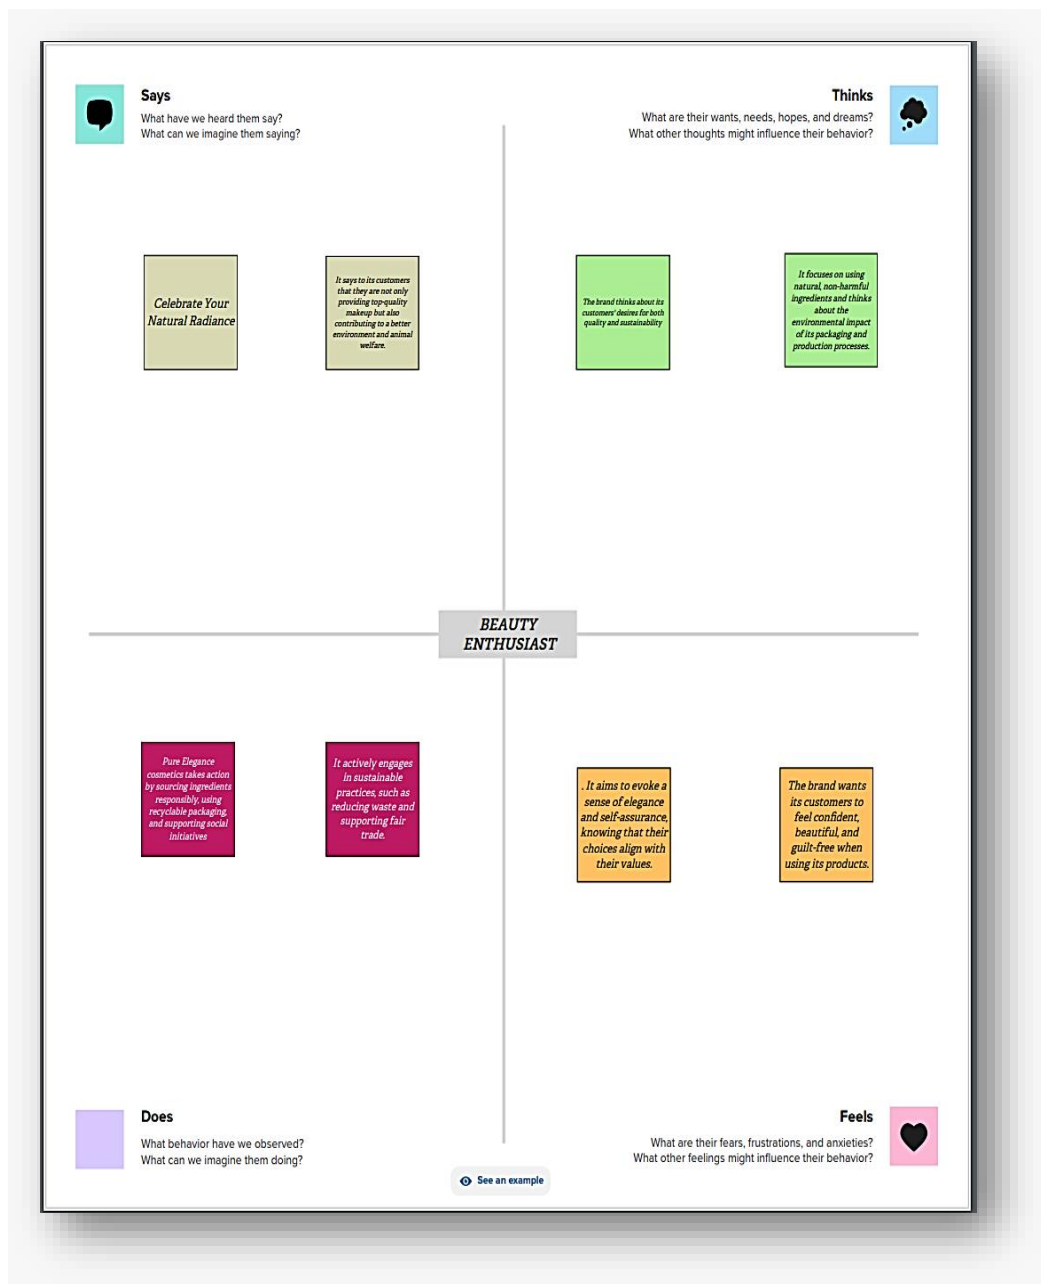 Says
What have we heard them say?
What can we imagine them saying?
Thinks
What are their wants, needs, hopes, and dreams?
What other thoughts might influence their behavior?
Celebrate Your
Natural Radiance
It says to its customers
that they are not only
providing top-quality
makeup but also
contributing to a better
environment and animal
welfare.
The brand thinks about its
customers' desires for both
quality and sustainability
It focuses on using
natural, non-harmful
ingredients and thinks
about the
environmental impact
of its packaging and
production processes.
BEAUTY
ENTHUSIAST
Pure Elegance
cosmetics takes action
by sourcing ingredients
responsibly, using
recyclable packaging,
and supporting social
initiatives
It actively engages
in sustainable
practices, such as
reducing waste and
supporting fair
trade.
. It aims to evoke a
sense of elegance
and self-assurance,
knowing that their
choices align with
their values.
The brand wants
its customers to
feel confident,
beautiful, and
guilt-free when
using its products.
Does
What behavior have we observed?
What can we imagine them doing?
Feels
What are their fears, frustrations, and anxieties?
What other feelings might influence their behavior?
See an example